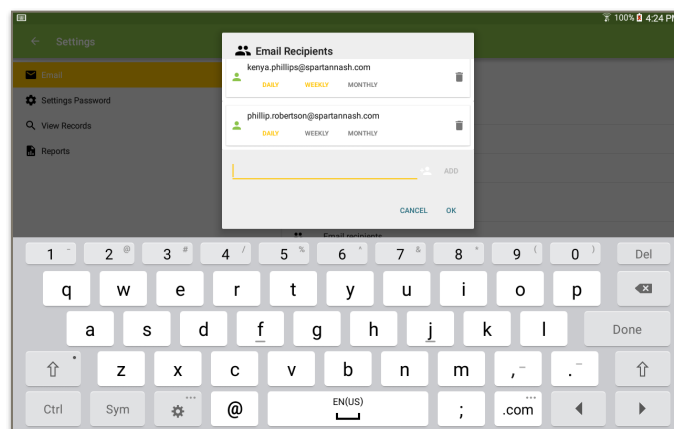 100% 4:24 PM
Settings
Email Recipients
kenya.phillips@spartannash.com
DAILY WEEKLY MONTHLY
phillip.robertson@spartannash.com
DAILY WEEKLY MONTHLY
ADD
CANCEL OK
Email
Settings Password
View Records
Reports
Email recipients
1 - 2 @ 3 # 4 / 5 % 6 ^ 7 & 8 * 9 ( 0 ) Del
q w e r t y u i o p
a s d f g h j k l Done
z x c v b n m , - . -
Ctrl Sym ... @ EN(US) ; .com ...